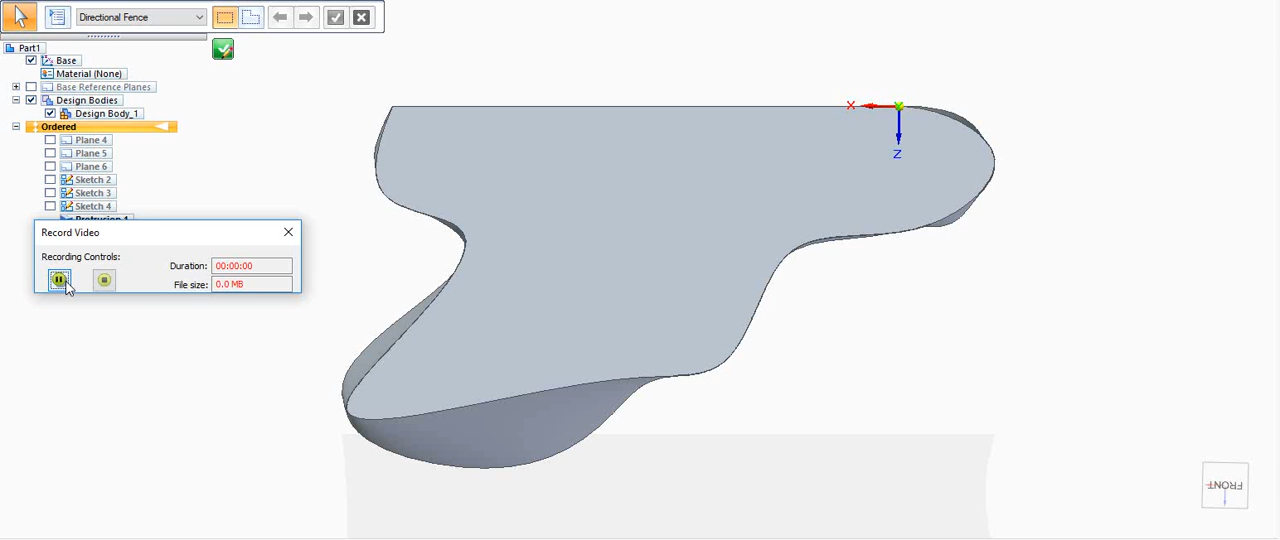 Directional Fence
Part1
Base
Material (None)
Base Reference Planes
Design Bodies
Design Body_1
Ordered
Plane 4
Plane 5
Plane 6
Sketch 2
Sketch 3
Sketch 4
Protrusion 1
Record Video
Recording Controls:
Duration: 00:00:00
File size: 0.0 MB
X
Y
Z
FRONT